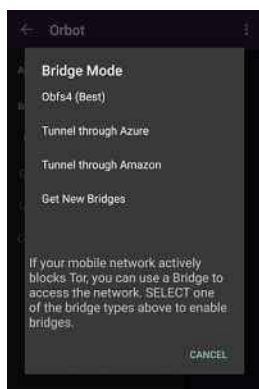 Orbot
Bridge Mode
Obfs4 (Best)
Tunnel through Azure
Tunnel through Amazon
Get New Bridges
If your mobile network actively
blocks Tor, you can use a Bridge to
access the network. SELECT one
of the bridge types above to enable
bridges.
CANCEL